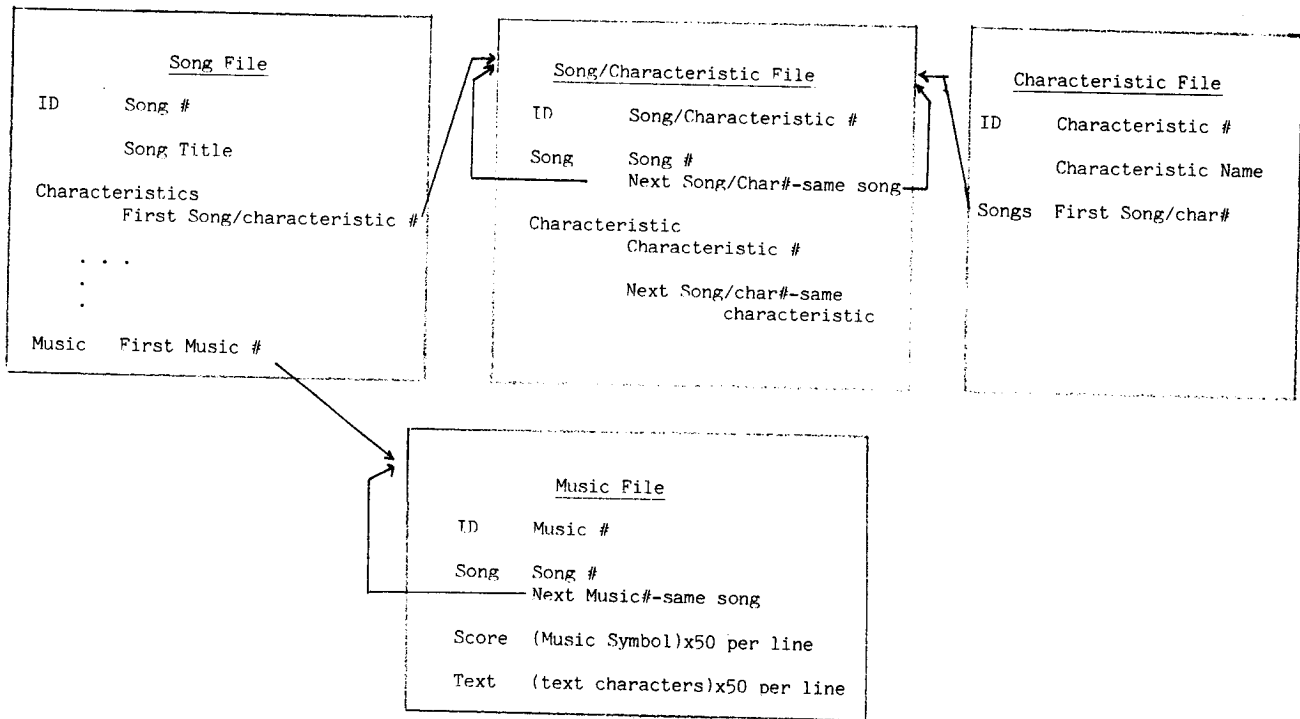 Song File
ID Song #
Song Title
Characteristics
First Song/characteristic #
. . .
.
.
Music First Music #
Song/Characteristic File
ID Song/Characteristic #
Song Song #
Next Song/Char#-same song
Characteristic
Characteristic #
Next Song/char#-same
characteristic
Characteristic File
ID Characteristic #
Characteristic Name
Songs First Song/char#
Music File
ID Music #
Song Song #
Next Music#-same song
Score (Music Symbol)x50 per line
Text (text characters)x50 per line